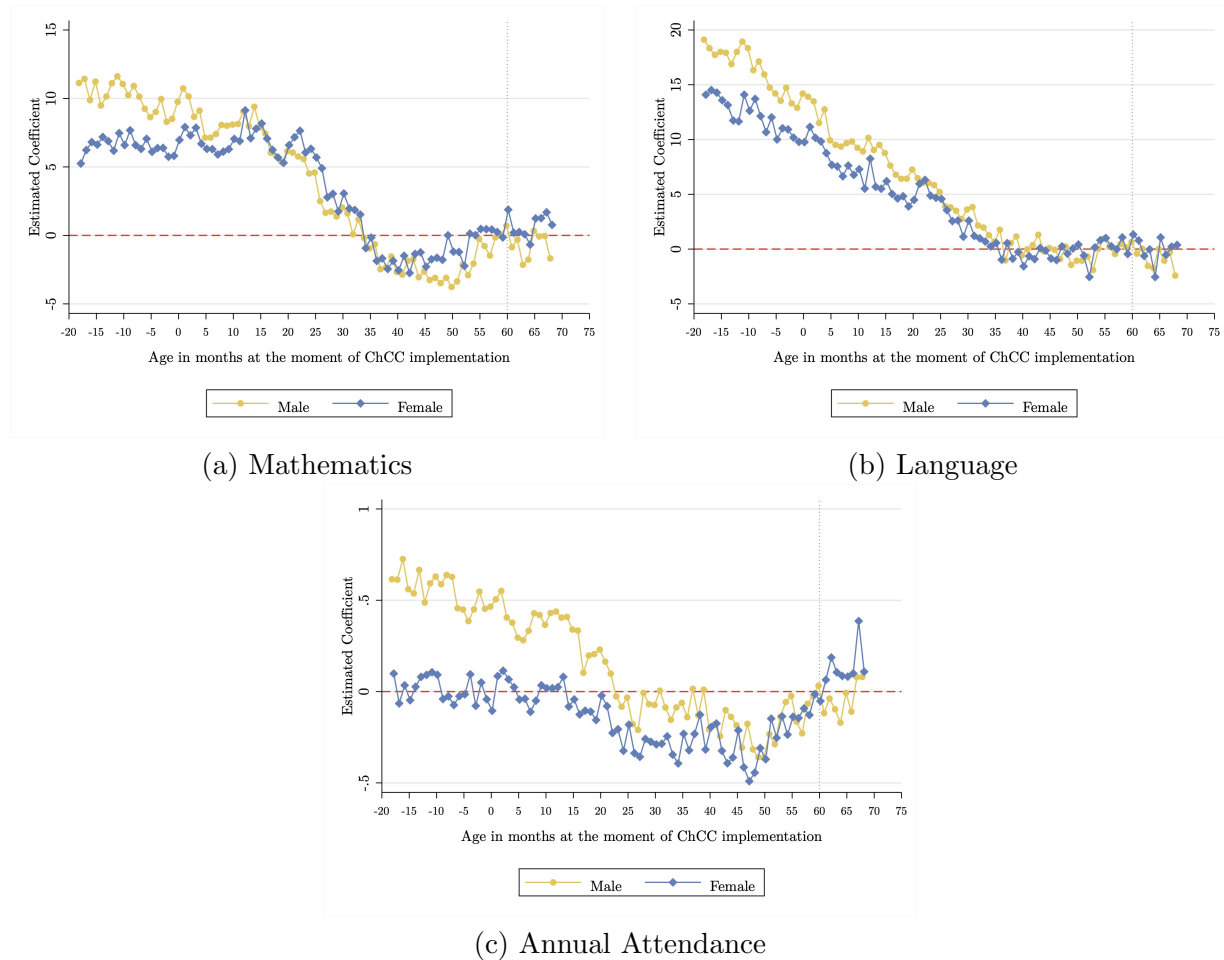 15
10
5
0
-5
Estimated Coefficient
-20 -15 -10 -5 0 5 10 15 20 25 30 35 40 45 50 55 60 65 70 75
Age in months at the moment of ChCC implementation
Male Female
(a) Mathematics
20
15
10
5
0
-5
Estimated Coefficient
-20 -15 -10 -5 0 5 10 15 20 25 30 35 40 45 50 55 60 65 70 75
Age in months at the moment of ChCC implementation
Male Female
(b) Language
1
.5
0
-.5
Estimated Coefficient
-20 -15 -10 -5 0 5 10 15 20 25 30 35 40 45 50 55 60 65 70 75
Age in months at the moment of ChCC implementation
Male Female
(c) Annual Attendance